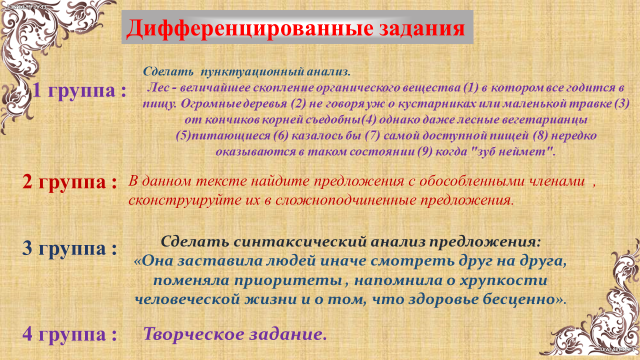 Дифференцированные задания
1 группа :
Сделать пунктуационный анализ.
Лес - величайшее скопление органического вещества (1) в котором все годится в
пищу. Огромные деревья (2) не говоря уж о кустарниках или маленькой травке (3)
от кончиков корней съедобны(4) однако даже лесные вегетарианцы
(5)питающиеся (6) казалось бы (7) самой доступной пищей (8) нередко
оказываются в таком состоянии (9) когда "зуб неймет".
2 группа :
В данном тексте найдите предложения с обособленными членами ,
сконструируйте их в сложноподчиненные предложения.
3 группа :
Сделать синтаксический анализ предложения:
«Она заставила людей иначе смотреть друг на друга,
поменяла приоритеты , напомнила о хрупкости
человеческой жизни и о том, что здоровье бесценно».
4 группа :
Творческое задание.